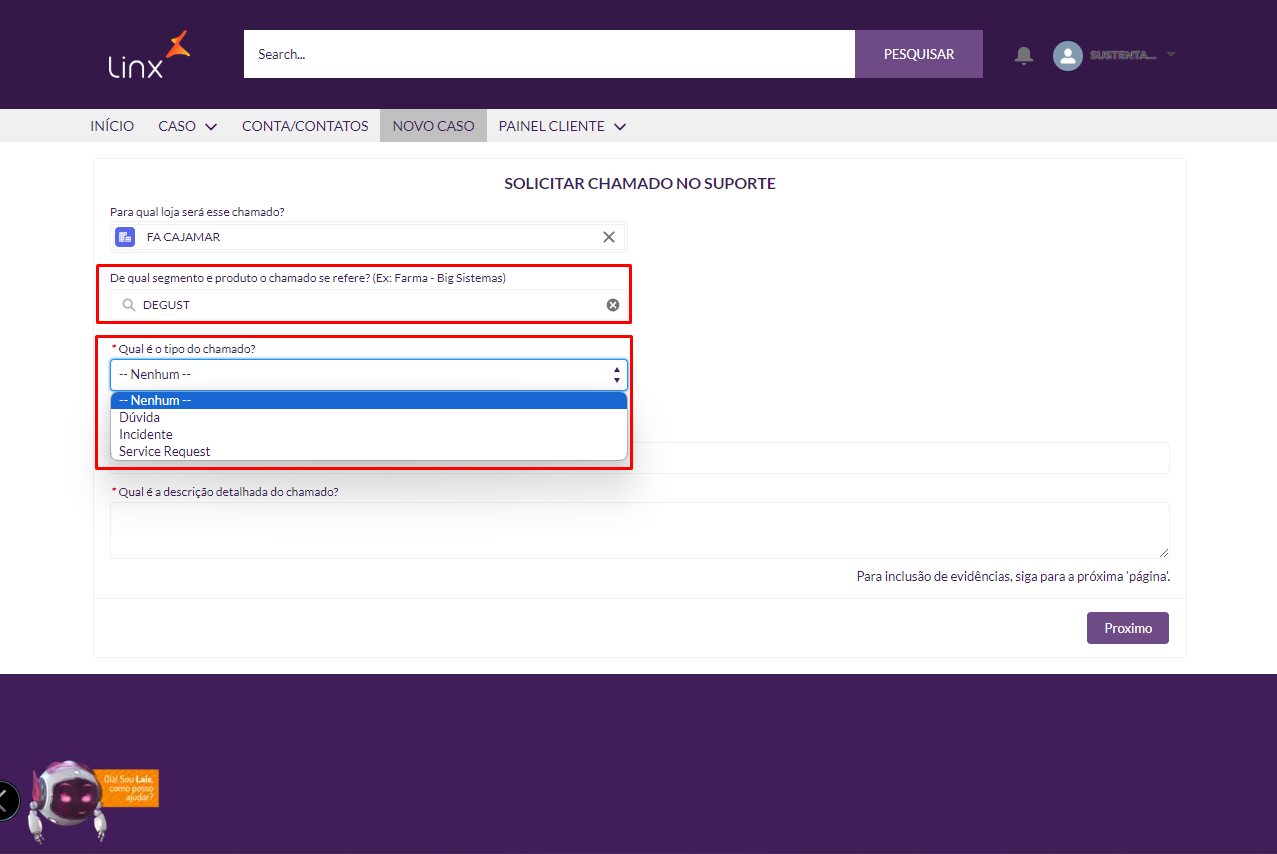 Linx
Search...
PESQUISAR
SUSTENTA...
INÍCIO
CASO
CONTA/CONTATOS
NOVO CASO
PAINEL CLIENTE
SOLICITAR CHAMADO NO SUPORTE
Para qual loja será esse chamado?
FA CAJAMAR
De qual segmento e produto o chamado se refere? (Ex: Farma - Big Sistemas)
DEGUST
* Qual é o tipo do chamado?
-- Nenhum --
-- Nenhum --
Dúvida
Incidente
Service Request
* Qual é a descrição detalhada do chamado?
Para inclusão de evidências, siga para a próxima 'página'.
Proximo
Olá! Sou Lais,
como posso
ajudar?